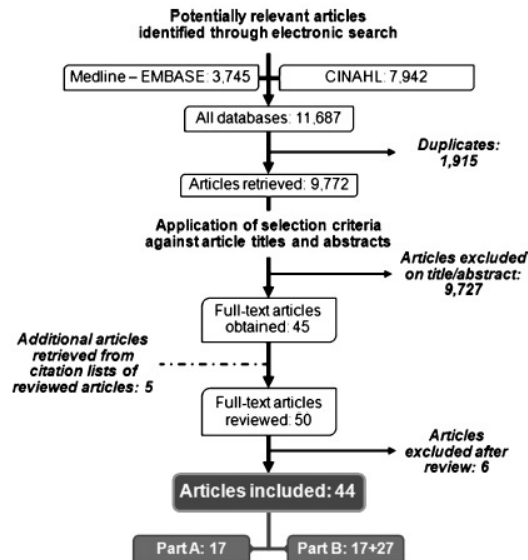 Potentially relevant articles
identified through electronic search
Medline – EMBASE: 3,745
CINAHL: 7,942
All databases: 11,687
Duplicates:
1,915
Articles retrieved: 9,772
Application of selection criteria
against article titles and abstracts
Articles excluded
on title/abstract:
9,727
Full-text articles
obtained: 45
Additional articles
retrieved from
citation lists of
reviewed articles: 5
Full-text articles
reviewed: 50
Articles
excluded after
review: 6
Articles included: 44
Part A: 17
Part B: 17+27